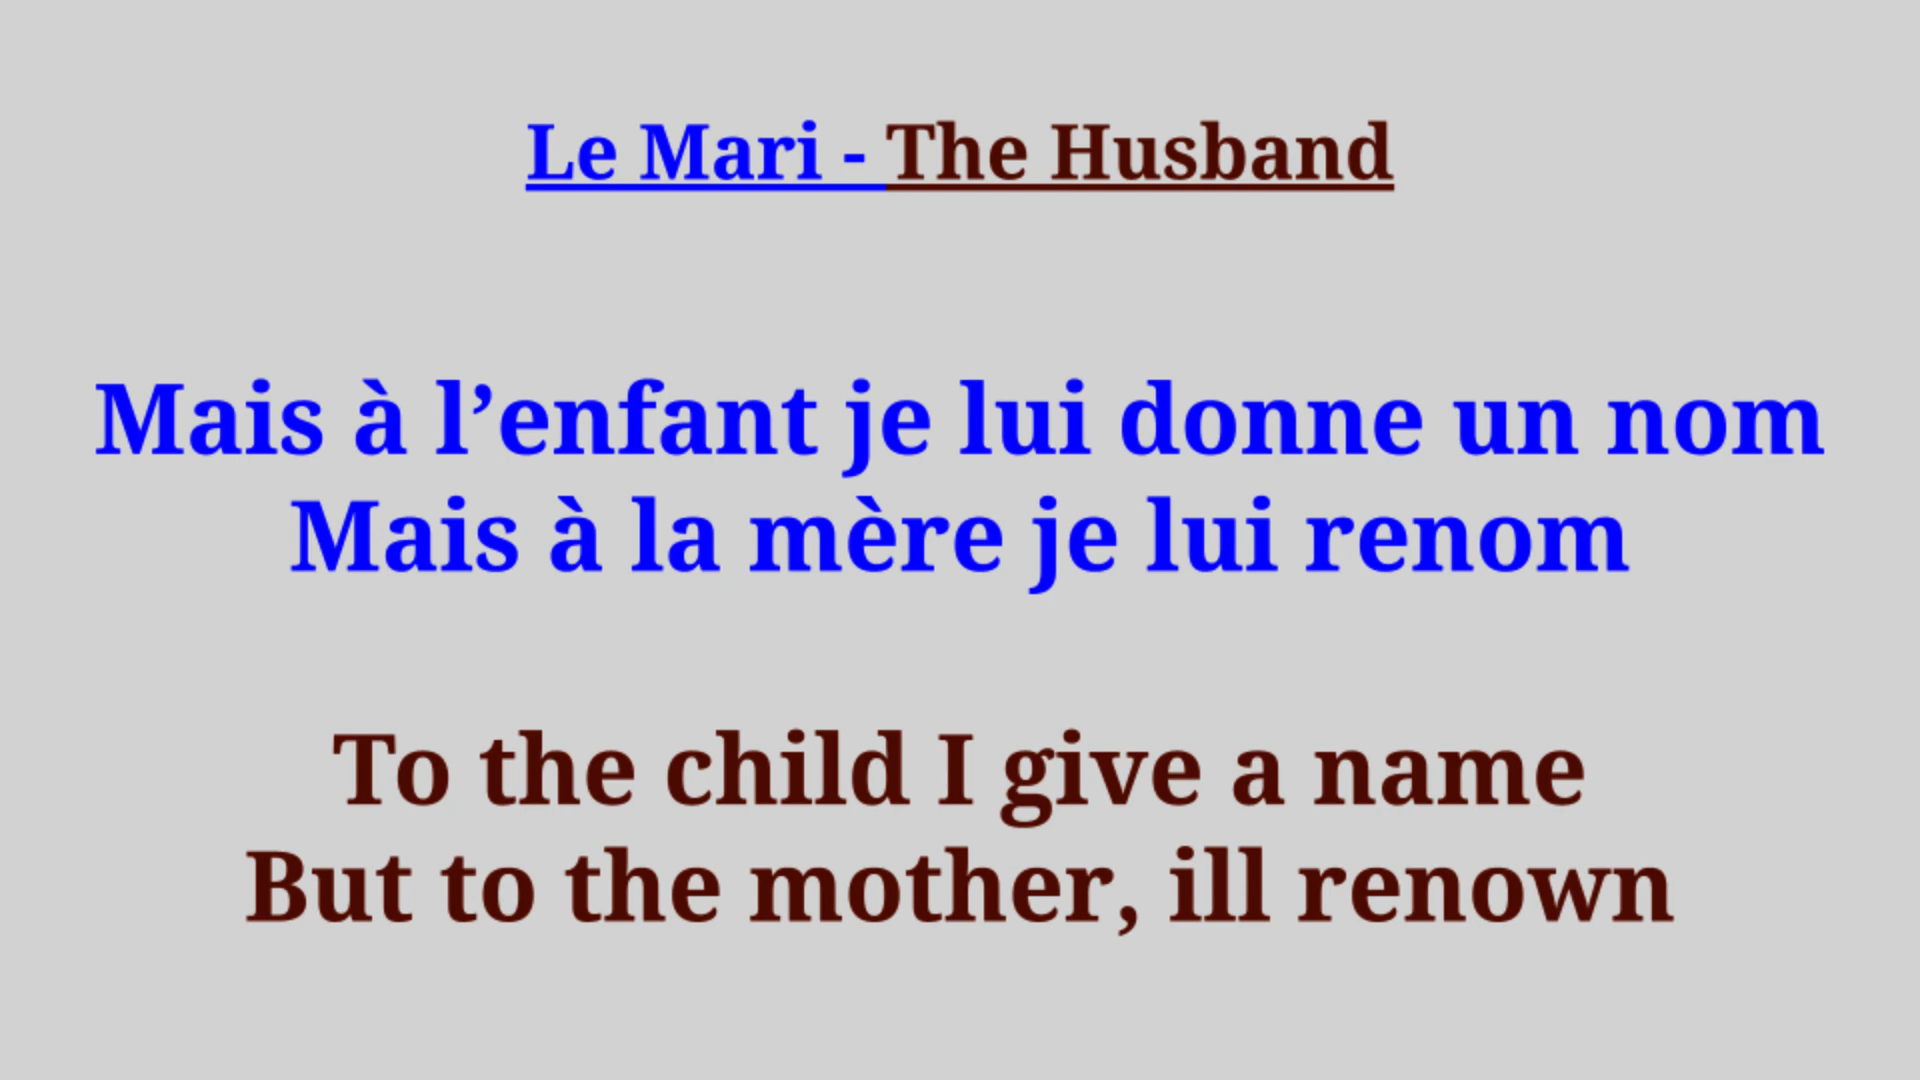 Le Mari - The Husband
Mais à l’enfant je lui donne un nom
Mais à la mère je lui renom
To the child I give a name
But to the mother, ill renown